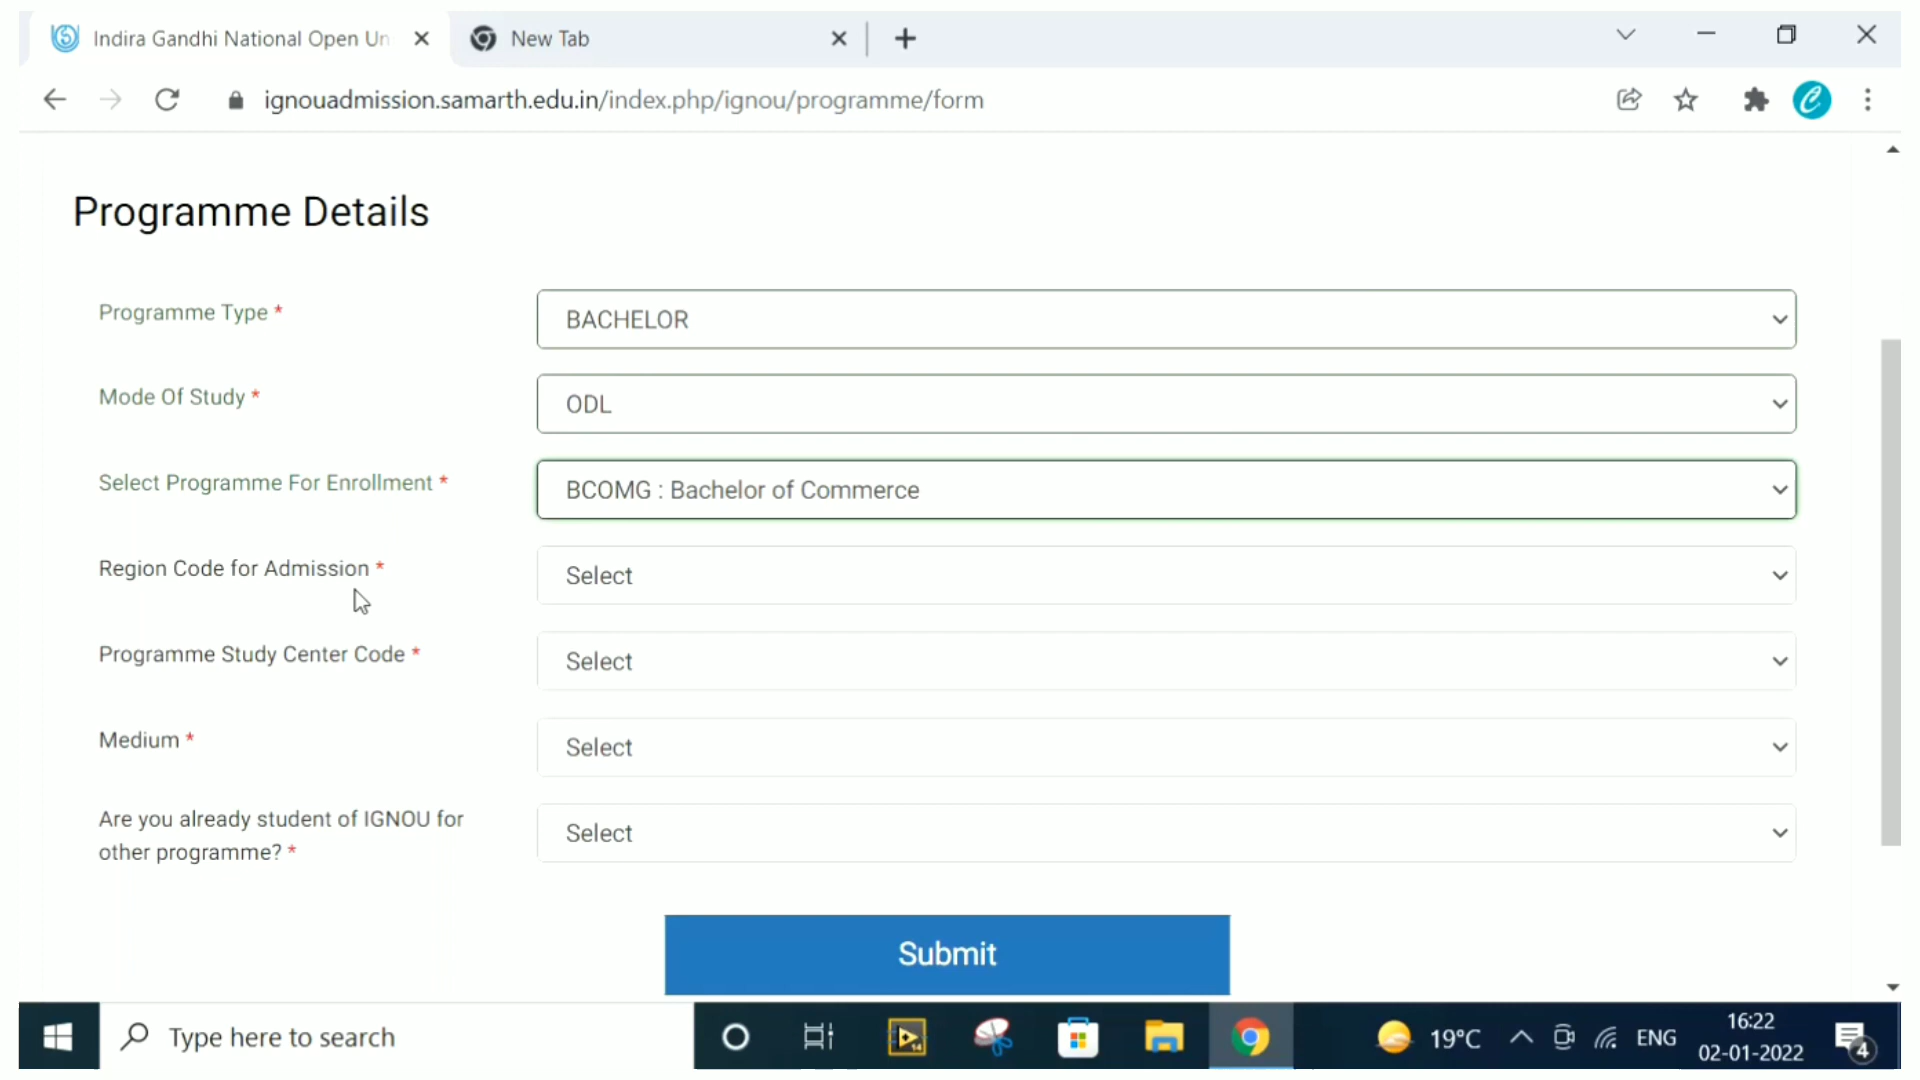 Indira Gandhi National Open Un
New Tab
ignouadmission.samarth.edu.in/index.php/ignou/programme/form
Programme Details
Programme Type *
BACHELOR
Mode Of Study *
ODL
Select Programme For Enrollment *
BCOMG : Bachelor of Commerce
Region Code for Admission *
Select
Programme Study Center Code *
Select
Medium *
Select
Are you already student of IGNOU for
other programme? *
Select
Submit
Type here to search
14
19°C
ENG
16:22
02-01-2022
4